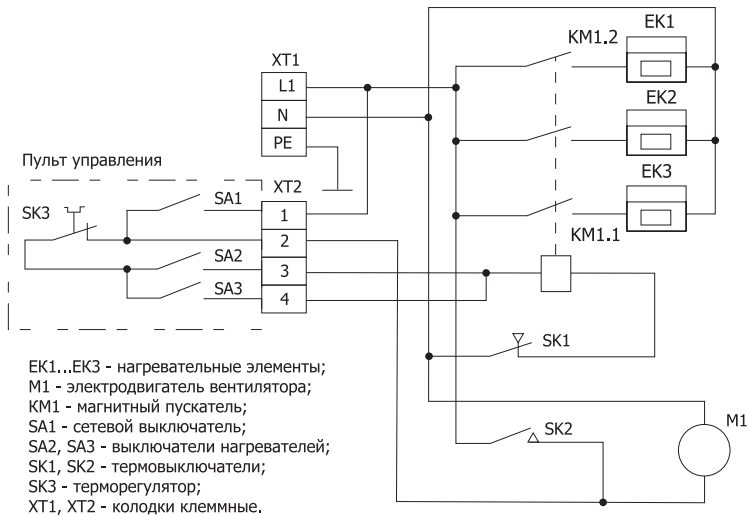 EK1
KM1.2
XT1
L1
N
PE
EK2
EK3
Пульт управления
XT2
SK3
SA1
1
2
SA2
3
SA3
4
KM1.1
SK1
SK2
M1
EK1...EK3 - нагревательные элементы;
M1 - электродвигатель вентилятора;
KM1 - магнитный пускатель;
SA1 - сетевой выключатель;
SA2, SA3 - выключатели нагревателей;
SK1, SK2 - термовыключатели;
SK3 - терморегулятор;
XT1, XT2 - колодки клеммные.